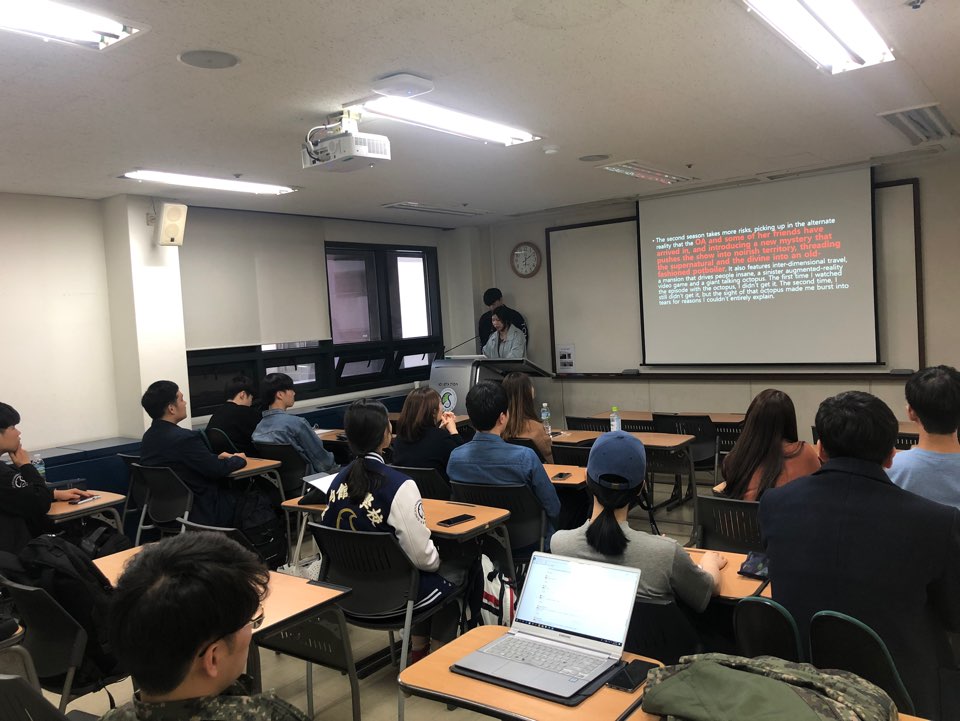 • The second season takes more risks, picking up in the alternate
reality that the OA and some of her friends have
arrived in, and introducing a new mystery that
pushes the show into noirish territory, threading
the supernatural and the divine into an old-
fashioned potboiler. It also features inter-dimensional travel,
a mansion that drives people insane, a sinister augmented-reality
video game and a giant talking octopus. The first time I watched
the episode with the octopus, I didn't get it. The second time, I
still didn't get it, but the sight of that octopus made me burst into
tears for reasons I couldn't entirely explain.